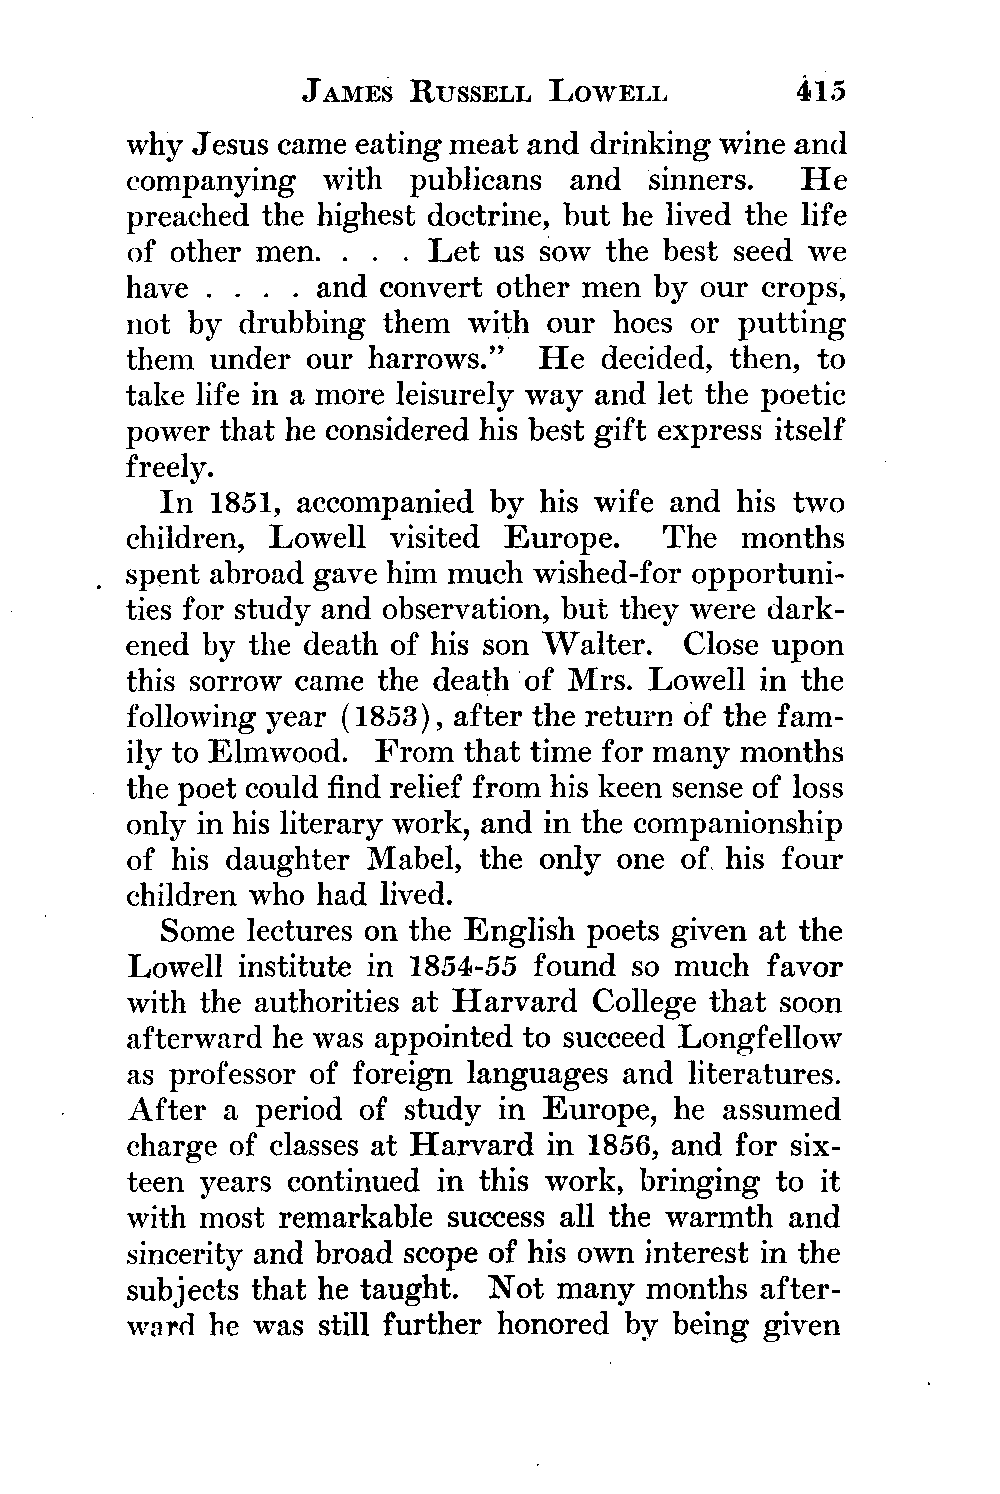 JAMES RUSSELL LOWELL 415
why Jesus came eating meat and drinking wine and
companying with publicans and sinners. He
preached the highest doctrine, but he lived the life
of other men. . . . Let us sow the best seed we
have . . . . and convert other men by our crops,
not by drubbing them with our hoes or putting
them under our harrows.” He decided, then, to
take life in a more leisurely way and let the poetic
power that he considered his best gift express itself
freely.
In 1851, accompanied by his wife and his two
children, Lowell visited Europe. The months
spent abroad gave him much wished-for opportuni-
ties for study and observation, but they were dark-
ened by the death of his son Walter. Close upon
this sorrow came the death of Mrs. Lowell in the
following year (1853), after the return of the fam-
ily to Elmwood. From that time for many months
the poet could find relief from his keen sense of loss
only in his literary work, and in the companionship
of his daughter Mabel, the only one of his four
children who had lived.
Some lectures on the English poets given at the
Lowell institute in 1854-55 found so much favor
with the authorities at Harvard College that soon
afterward he was appointed to succeed Longfellow
as professor of foreign languages and literatures.
After a period of study in Europe, he assumed
charge of classes at Harvard in 1856, and for six-
teen years continued in this work, bringing to it
with most remarkable success all the warmth and
sincerity and broad scope of his own interest in the
subjects that he taught. Not many months after-
ward he was still further honored by being given